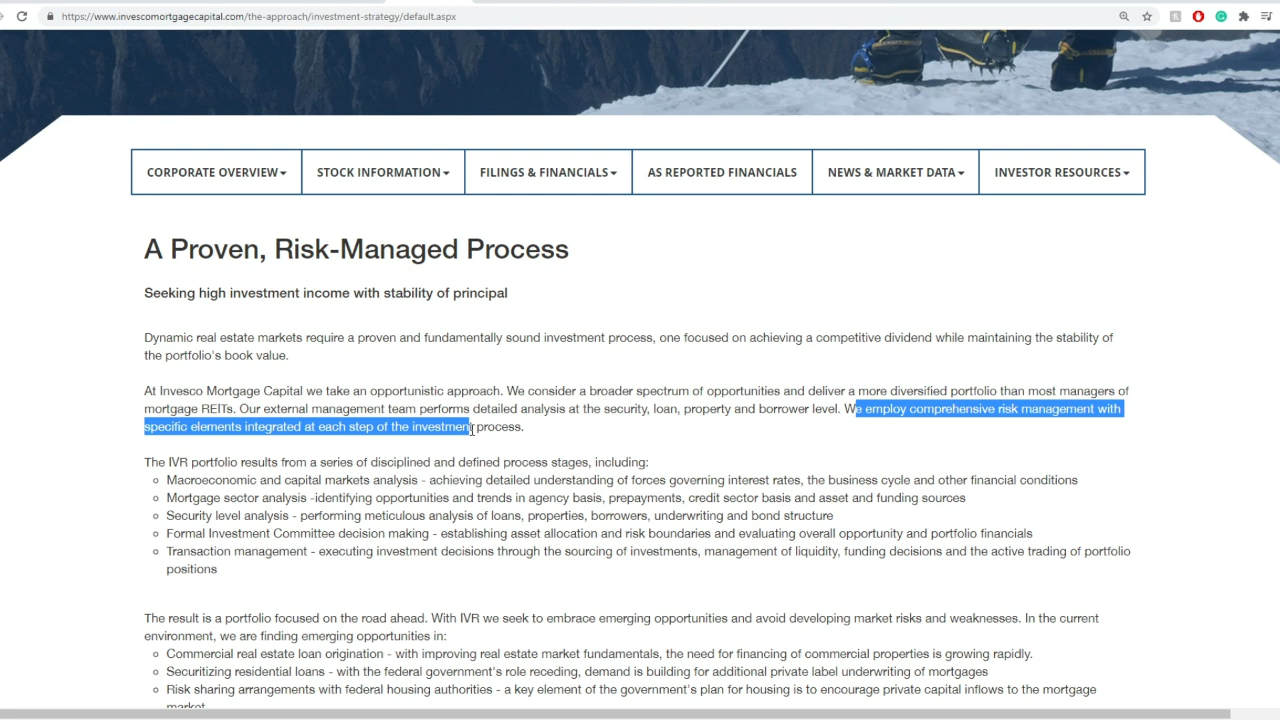 https://www.invescomortgagecapital.com/the-approach/investment-strategy/default.aspx
CORPORATE OVERVIEW STOCK INFORMATION FILINGS & FINANCIALS AS REPORTED FINANCIALS NEWS & MARKET DATA INVESTOR RESOURCES
A Proven, Risk-Managed Process
Seeking high investment income with stability of principal
Dynamic real estate markets require a proven and fundamentally sound investment process, one focused on achieving a competitive dividend while maintaining the stability of
the portfolio's book value.
At Invesco Mortgage Capital we take an opportunistic approach. We consider a broader spectrum of opportunities and deliver a more diversified portfolio than most managers of
mortgage REITs. Our external management team performs detailed analysis at the security, loan, property and borrower level. We employ comprehensive risk management with
specific elements integrated at each step of the investment process.
The IVR portfolio results from a series of disciplined and defined process stages, including:
Macroeconomic and capital markets analysis - achieving detailed understanding of forces governing interest rates, the business cycle and other financial conditions
Mortgage sector analysis -identifying opportunities and trends in agency basis, prepayments, credit sector basis and asset and funding sources
Security level analysis - performing meticulous analysis of loans, properties, borrowers, underwriting and bond structure
Formal Investment Committee decision making - establishing asset allocation and risk boundaries and evaluating overall opportunity and portfolio financials
Transaction management - executing investment decisions through the sourcing of investments, management of liquidity, funding decisions and the active trading of portfolio
positions
The result is a portfolio focused on the road ahead. With IVR we seek to embrace emerging opportunities and avoid developing market risks and weaknesses. In the current
environment, we are finding emerging opportunities in:
Commercial real estate loan origination - with improving real estate market fundamentals, the need for financing of commercial properties is growing rapidly.
Securitizing residential loans - with the federal government's role receding, demand is building for additional private label underwriting of mortgages
Risk sharing arrangements with federal housing authorities - a key element of the government's plan for housing is to encourage private capital inflows to the mortgage
market